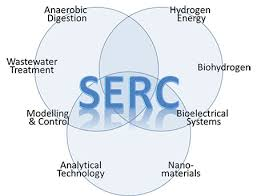 Anaerobic
Digestion
Hydrogen
Energy
Wastewater
Treatment
Biohydrogen
SERC
Modelling
& Control
Bioelectrical
Systems
Analytical
Technology
Nano-
materials